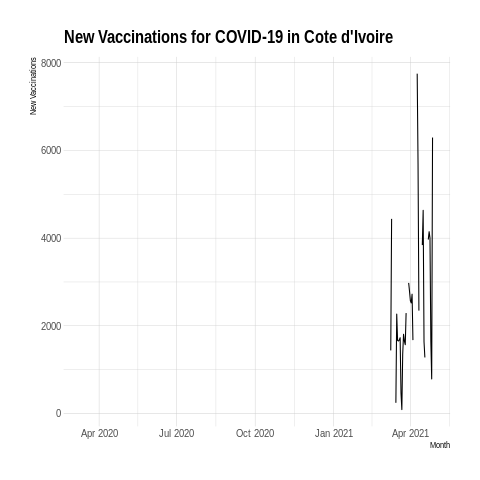 New Vaccinations for COVID-19 in Cote d'Ivoire
New Vaccinations
8000
6000
4000
2000
0
Apr 2020 Jul 2020 Oct 2020 Jan 2021 Apr 2021
Month